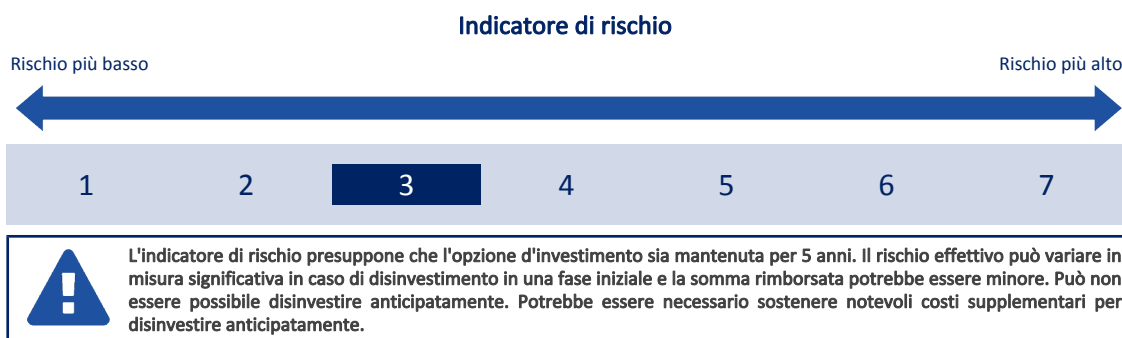 Indicatore di rischio
Rischio più basso Rischio più alto
1 2 3 4 5 6 7
L'indicatore di rischio presuppone che l'opzione d'investimento sia mantenuta per 5 anni. Il rischio effettivo può variare in
misura significativa in caso di disinvestimento in una fase iniziale e la somma rimborsata potrebbe essere minore. Può non
essere possibile disinvestire anticipatamente. Potrebbe essere necessario sostenere notevoli costi supplementari per
disinvestire anticipatamente.